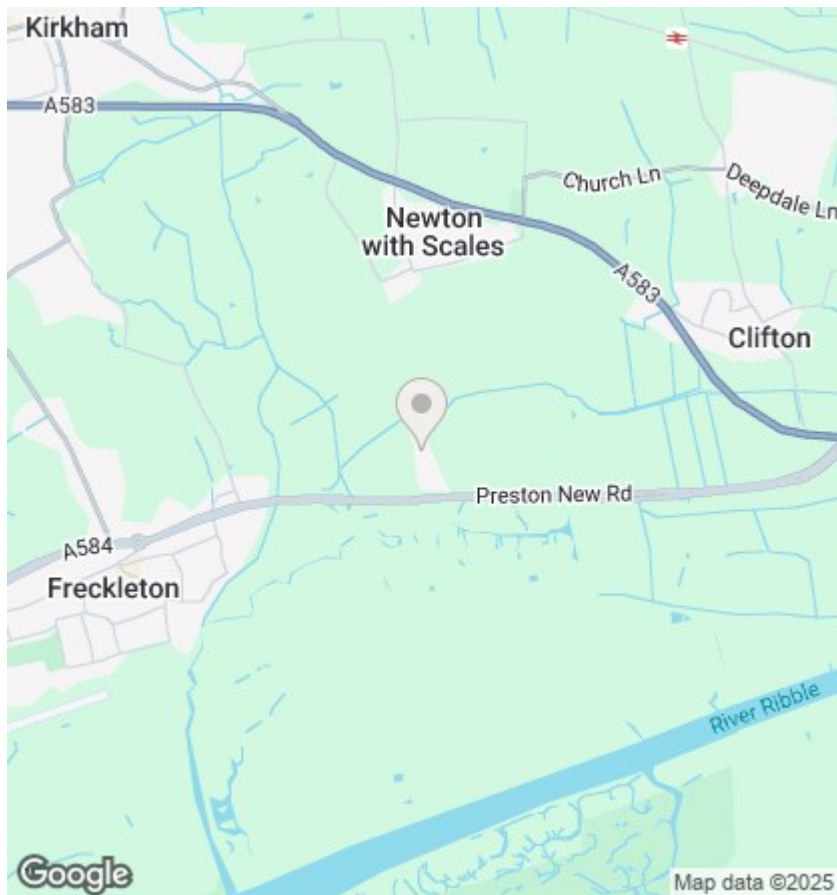 Kirkham
A583
Church Ln
Deepdale Ln
Newton
with Scales
A583
Clifton
Preston New Rd
A584
Freckleton
River Ribble
Google
Map data ©2025